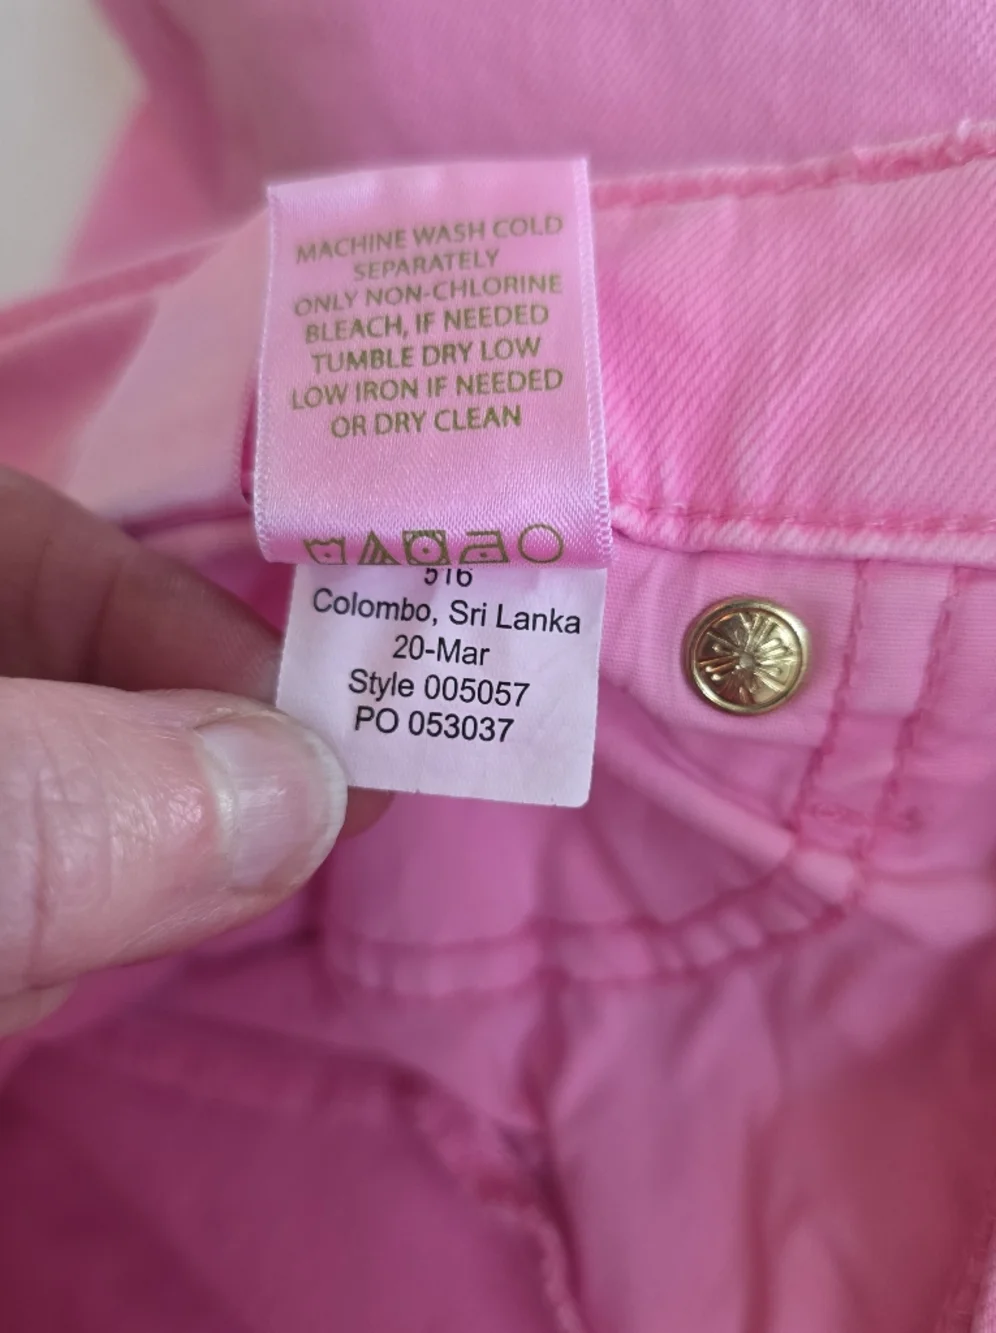 MACHINE WASH COLD
SEPARATELY
ONLY NON-CHLORINE
BLEACH, IF NEEDED
TUMBLE DRY LOW
LOW IRON IF NEEDED
OR DRY CLEAN
516
Colombo, Sri Lanka
20-Mar
Style 005057
PO 053037